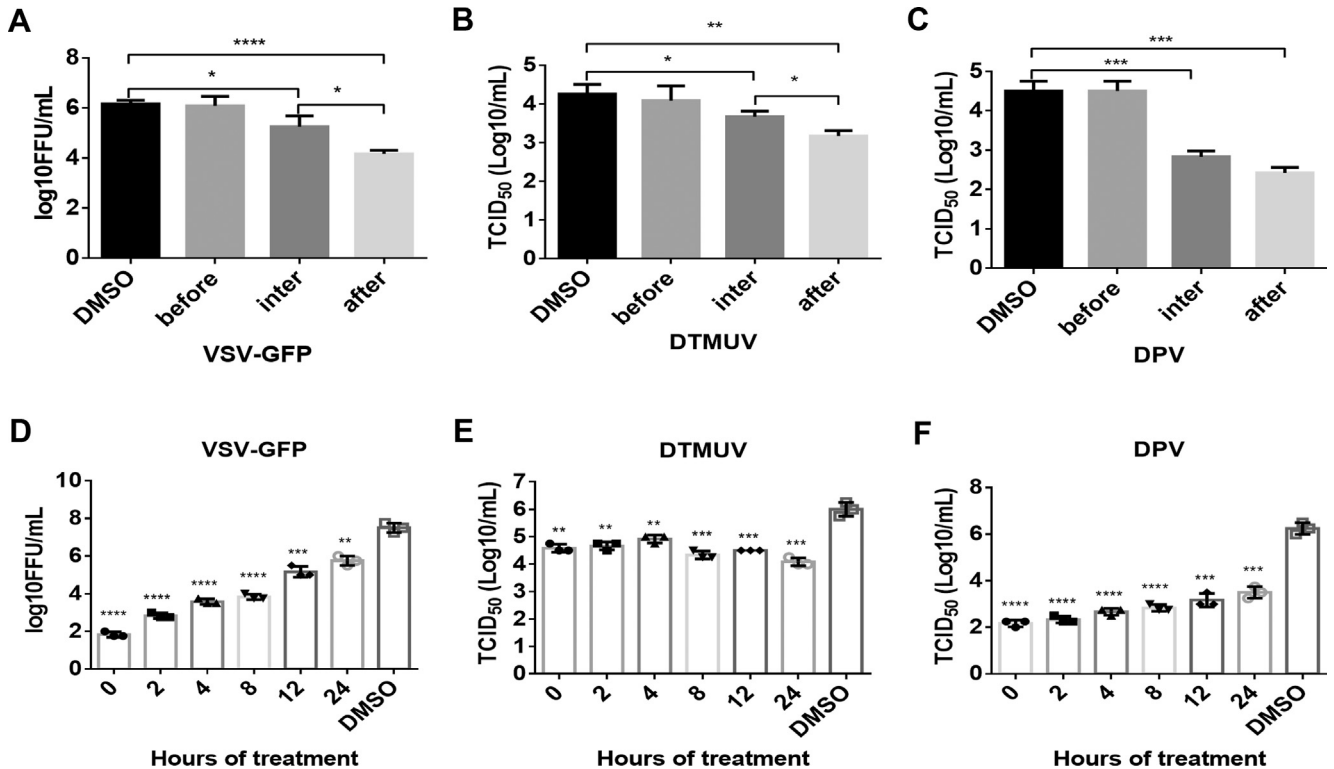 A
log10FFU/mL
8
6
4
2
0
****
*
*
DMSO
before
inter
after
VSV-GFP
B
TCID50 (Log10/mL)
5
4
3
2
1
0
**
*
*
DMSO
before
inter
after
DTMUV
C
TCID50 (Log10/mL)
5
4
3
2
1
0
***
***
DMSO
before
inter
after
DPV
D
VSV-GFP
log10FFU/mL
10
8
6
4
2
0
****
****
****
****
***
**
0
2
4
8
12
24
DMSO
Hours of treatment
E
DTMUV
TCID50 (Log10/mL)
7
6
5
4
3
2
1
0
**
**
**
***
***
***
0
2
4
8
12
24
DMSO
Hours of treatment
F
DPV
TCID50 (Log10/mL)
8
6
4
2
0
****
****
****
****
***
***
0
2
4
8
12
24
DMSO
Hours of treatment